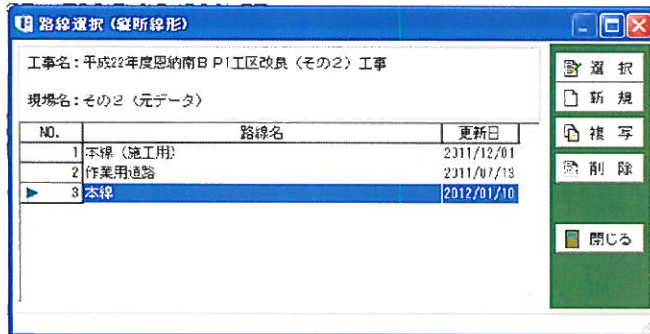 路線選択（縦断線形）
工事名：平成22年度恩納南ＢＰ1工区改良（その２）工事
現場名：その２（元データ）
NO. 路線名 更新日
1 本線（施工用） 2011/12/01
2 作業用道路 2011/07/13
3 本線 2012/01/10
選択
新規
複写
削除
閉じる